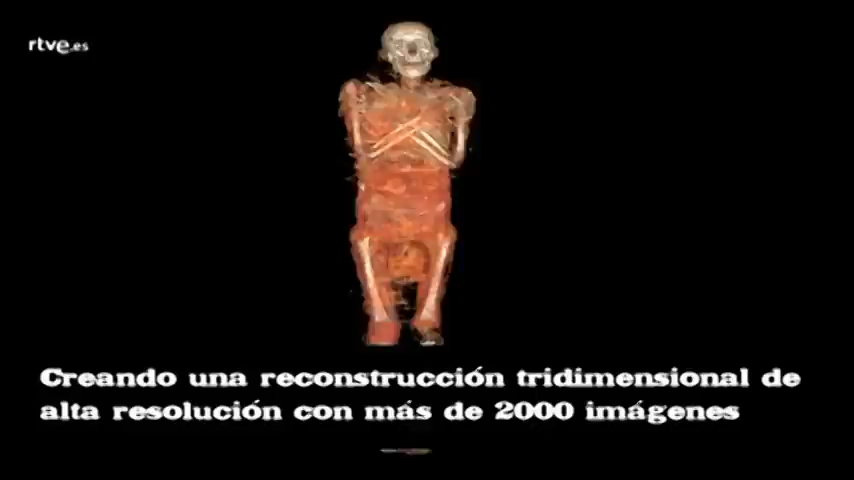 rtve.es
Creando una reconstrucción tridimensional de
alta resolución con más de 2000 imágenes